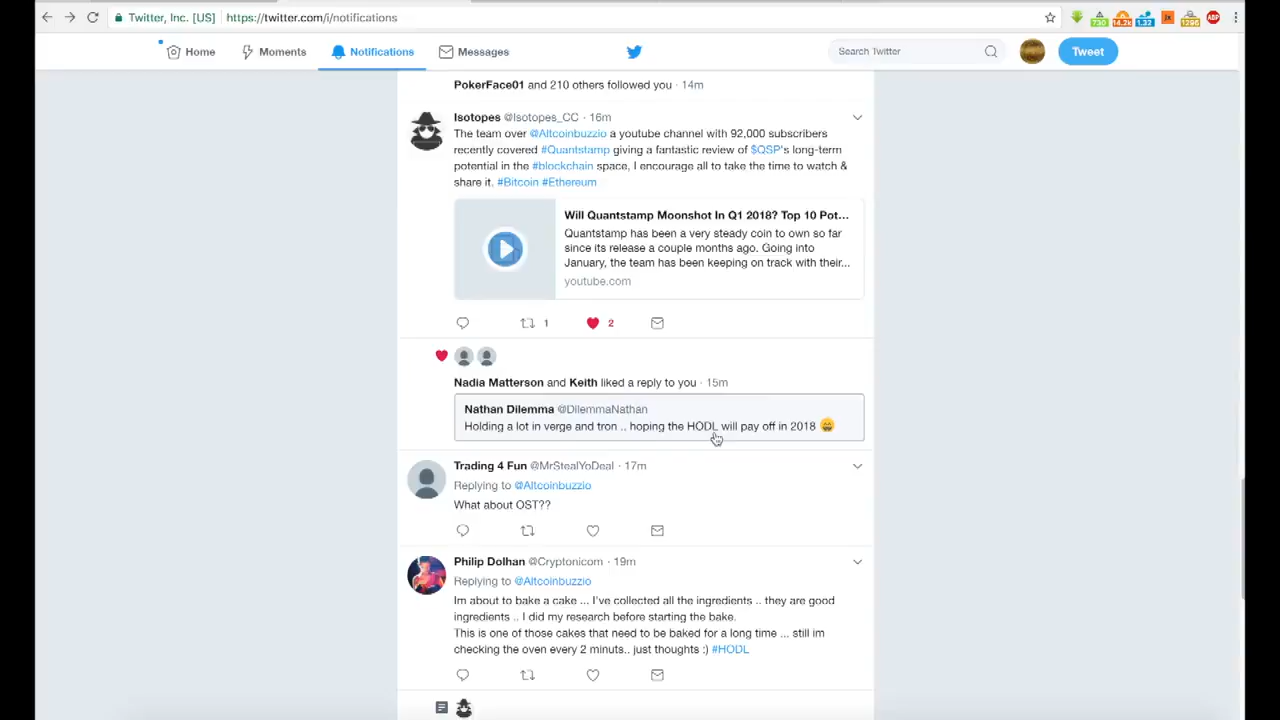 Twitter, Inc. [US] https://twitter.com/i/notifications
730 14.2k 1.32 JX 1296 ABP
Home Moments Notifications Messages Search Twitter Tweet
PokerFace01 and 210 others followed you · 14m
Isotopes @Isotopes_CC · 16m
The team over @Altcoinbuzzio a youtube channel with 92,000 subscribers
recently covered #Quantstamp giving a fantastic review of $QSP's long-term
potential in the #blockchain space, I encourage all to take the time to watch &
share it. #Bitcoin #Ethereum
Will Quantstamp Moonshot In Q1 2018? Top 10 Pot...
Quantstamp has been a very steady coin to own so far
since its release a couple months ago. Going into
January, the team has been keeping on track with their...
youtube.com
1 2
Nadia Matterson and Keith liked a reply to you · 15m
Nathan Dilemma @DilemmaNathan
Holding a lot in verge and tron .. hoping the HODL will pay off in 2018
Trading 4 Fun @MrStealYoDeal · 17m
Replying to @Altcoinbuzzio
What about OST??
Philip Dolhan @Cryptonicom · 19m
Replying to @Altcoinbuzzio
Im about to bake a cake ... I've collected all the ingredients .. they are good
ingredients .. I did my research before starting the bake.
This is one of those cakes that need to be baked for a long time ... still im
checking the oven every 2 minuts.. just thoughts :) #HODL